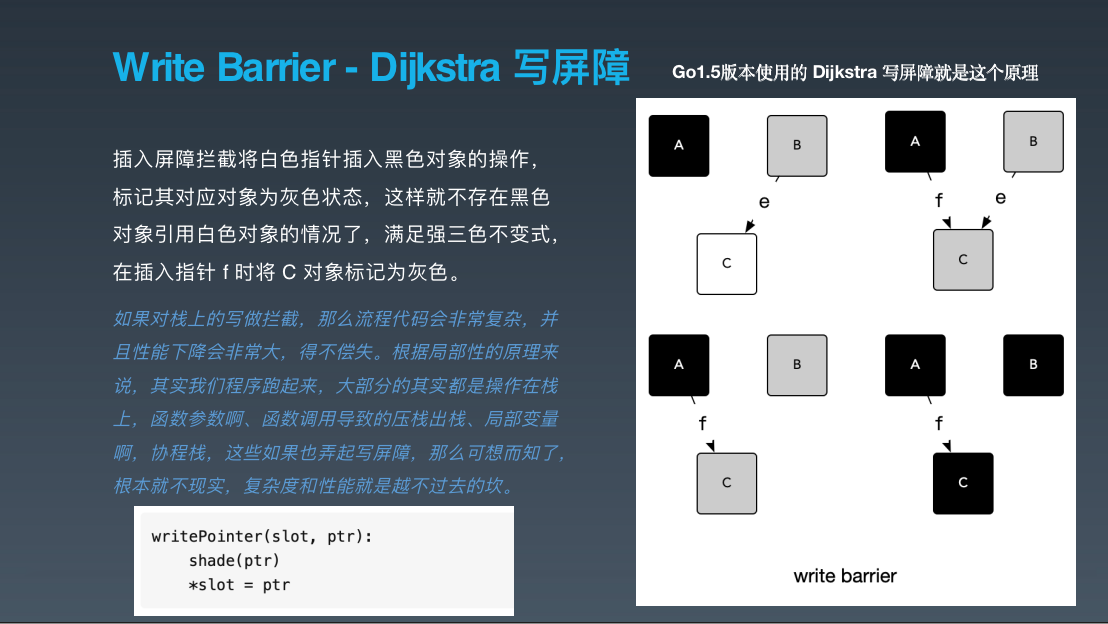 Write Barrier - Dijkstra 写屏障
Go1.5版本使用的 Dijkstra 写屏障就是这个原理
插入屏障拦截将白色指针插入黑色对象的操作，
标记其对应对象为灰色状态，这样就不存在黑色
对象引用白色对象的情况了，满足强三色不变式，
在插入指针 f 时将 C 对象标记为灰色。
如果对栈上的写做拦截，那么流程代码会非常复杂，并
且性能下降会非常大，得不偿失。根据局部性的原理来
说，其实我们程序跑起来，大部分的其实都是操作在栈
上，函数参数啊、函数调用导致的压栈出栈、局部变量
啊，协程栈，这些如果也弄起写屏障，那么可想而知了，
根本就不现实，复杂度和性能就是越不过去的坎。
writePointer(slot, ptr):
    shade(ptr)
    *slot = ptr
A B A B
e f e
C C
A B A B
f f
C C
write barrier